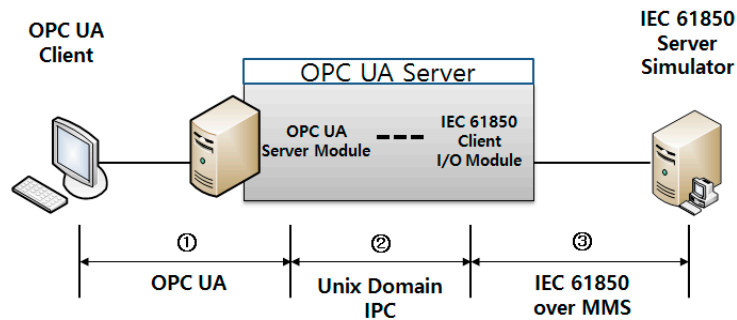 OPC UA
Client
IEC 61850
Server
Simulator
OPC UA Server
OPC UA
Server Module
IEC 61850
Client
I/O Module
①
②
③
OPC UA
Unix Domain
IPC
IEC 61850
over MMS